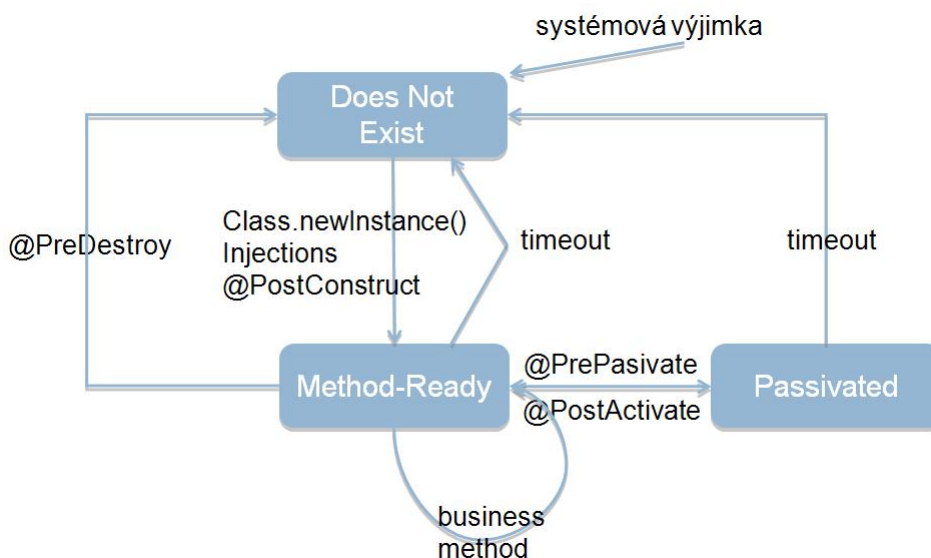 systémová výjimka
Does Not
Exist
Class.newInstance()
Injections
@PostConstruct
@PreDestroy
timeout
timeout
Method-Ready
@PrePasivate
@PostActivate
Passivated
business
method